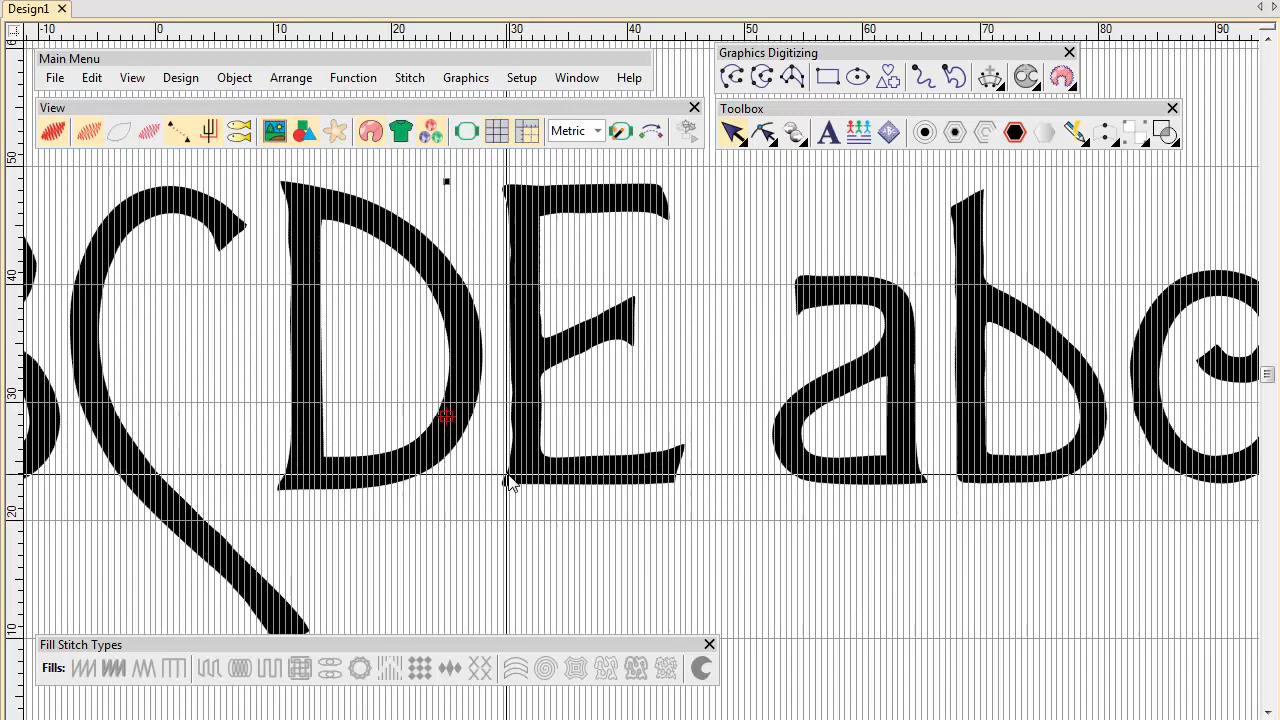 Design1
-10 0 10 20 30 40 50 60 70 80 90
Main Menu
File Edit View Design Object Arrange Function Stitch Graphics Setup Window Help
Graphics Digitizing
View
Metric
Toolbox
A
50
40
30
20
10
CDE abc
Fill Stitch Types
Fills: